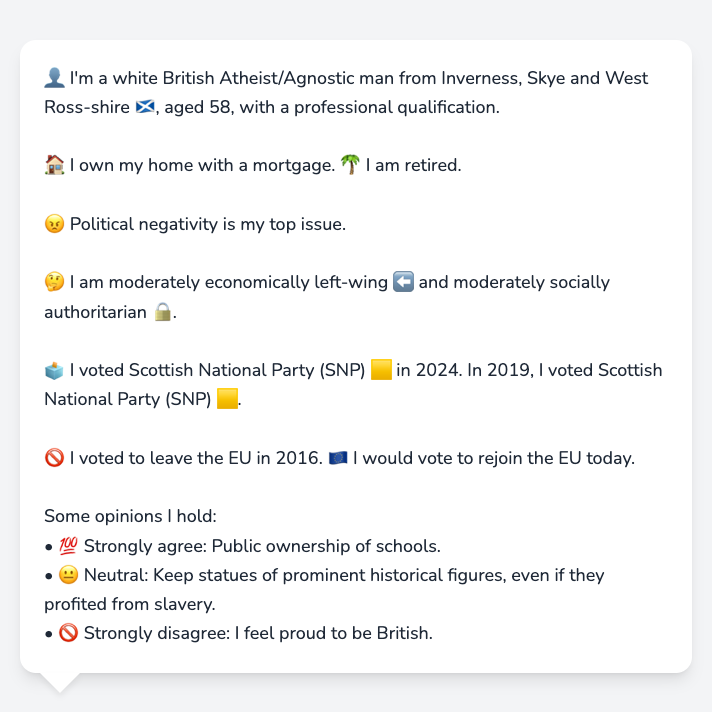 👤 I'm a white British Atheist/Agnostic man from Inverness, Skye and West
Ross-shire 🏴󠁧󠁢󠁳󠁣󠁴󠁿, aged 58, with a professional qualification.
🏠 I own my home with a mortgage. 🌴 I am retired.
😠 Political negativity is my top issue.
🤔 I am moderately economically left-wing ⬅️ and moderately socially
authoritarian 🔒.
🗳️ I voted Scottish National Party (SNP) 🟨 in 2024. In 2019, I voted Scottish
National Party (SNP) 🟨.
🚫 I voted to leave the EU in 2016. 🇪🇺 I would vote to rejoin the EU today.
Some opinions I hold:
• 💯 Strongly agree: Public ownership of schools.
• 😐 Neutral: Keep statues of prominent historical figures, even if they
profited from slavery.
• 🚫 Strongly disagree: I feel proud to be British.